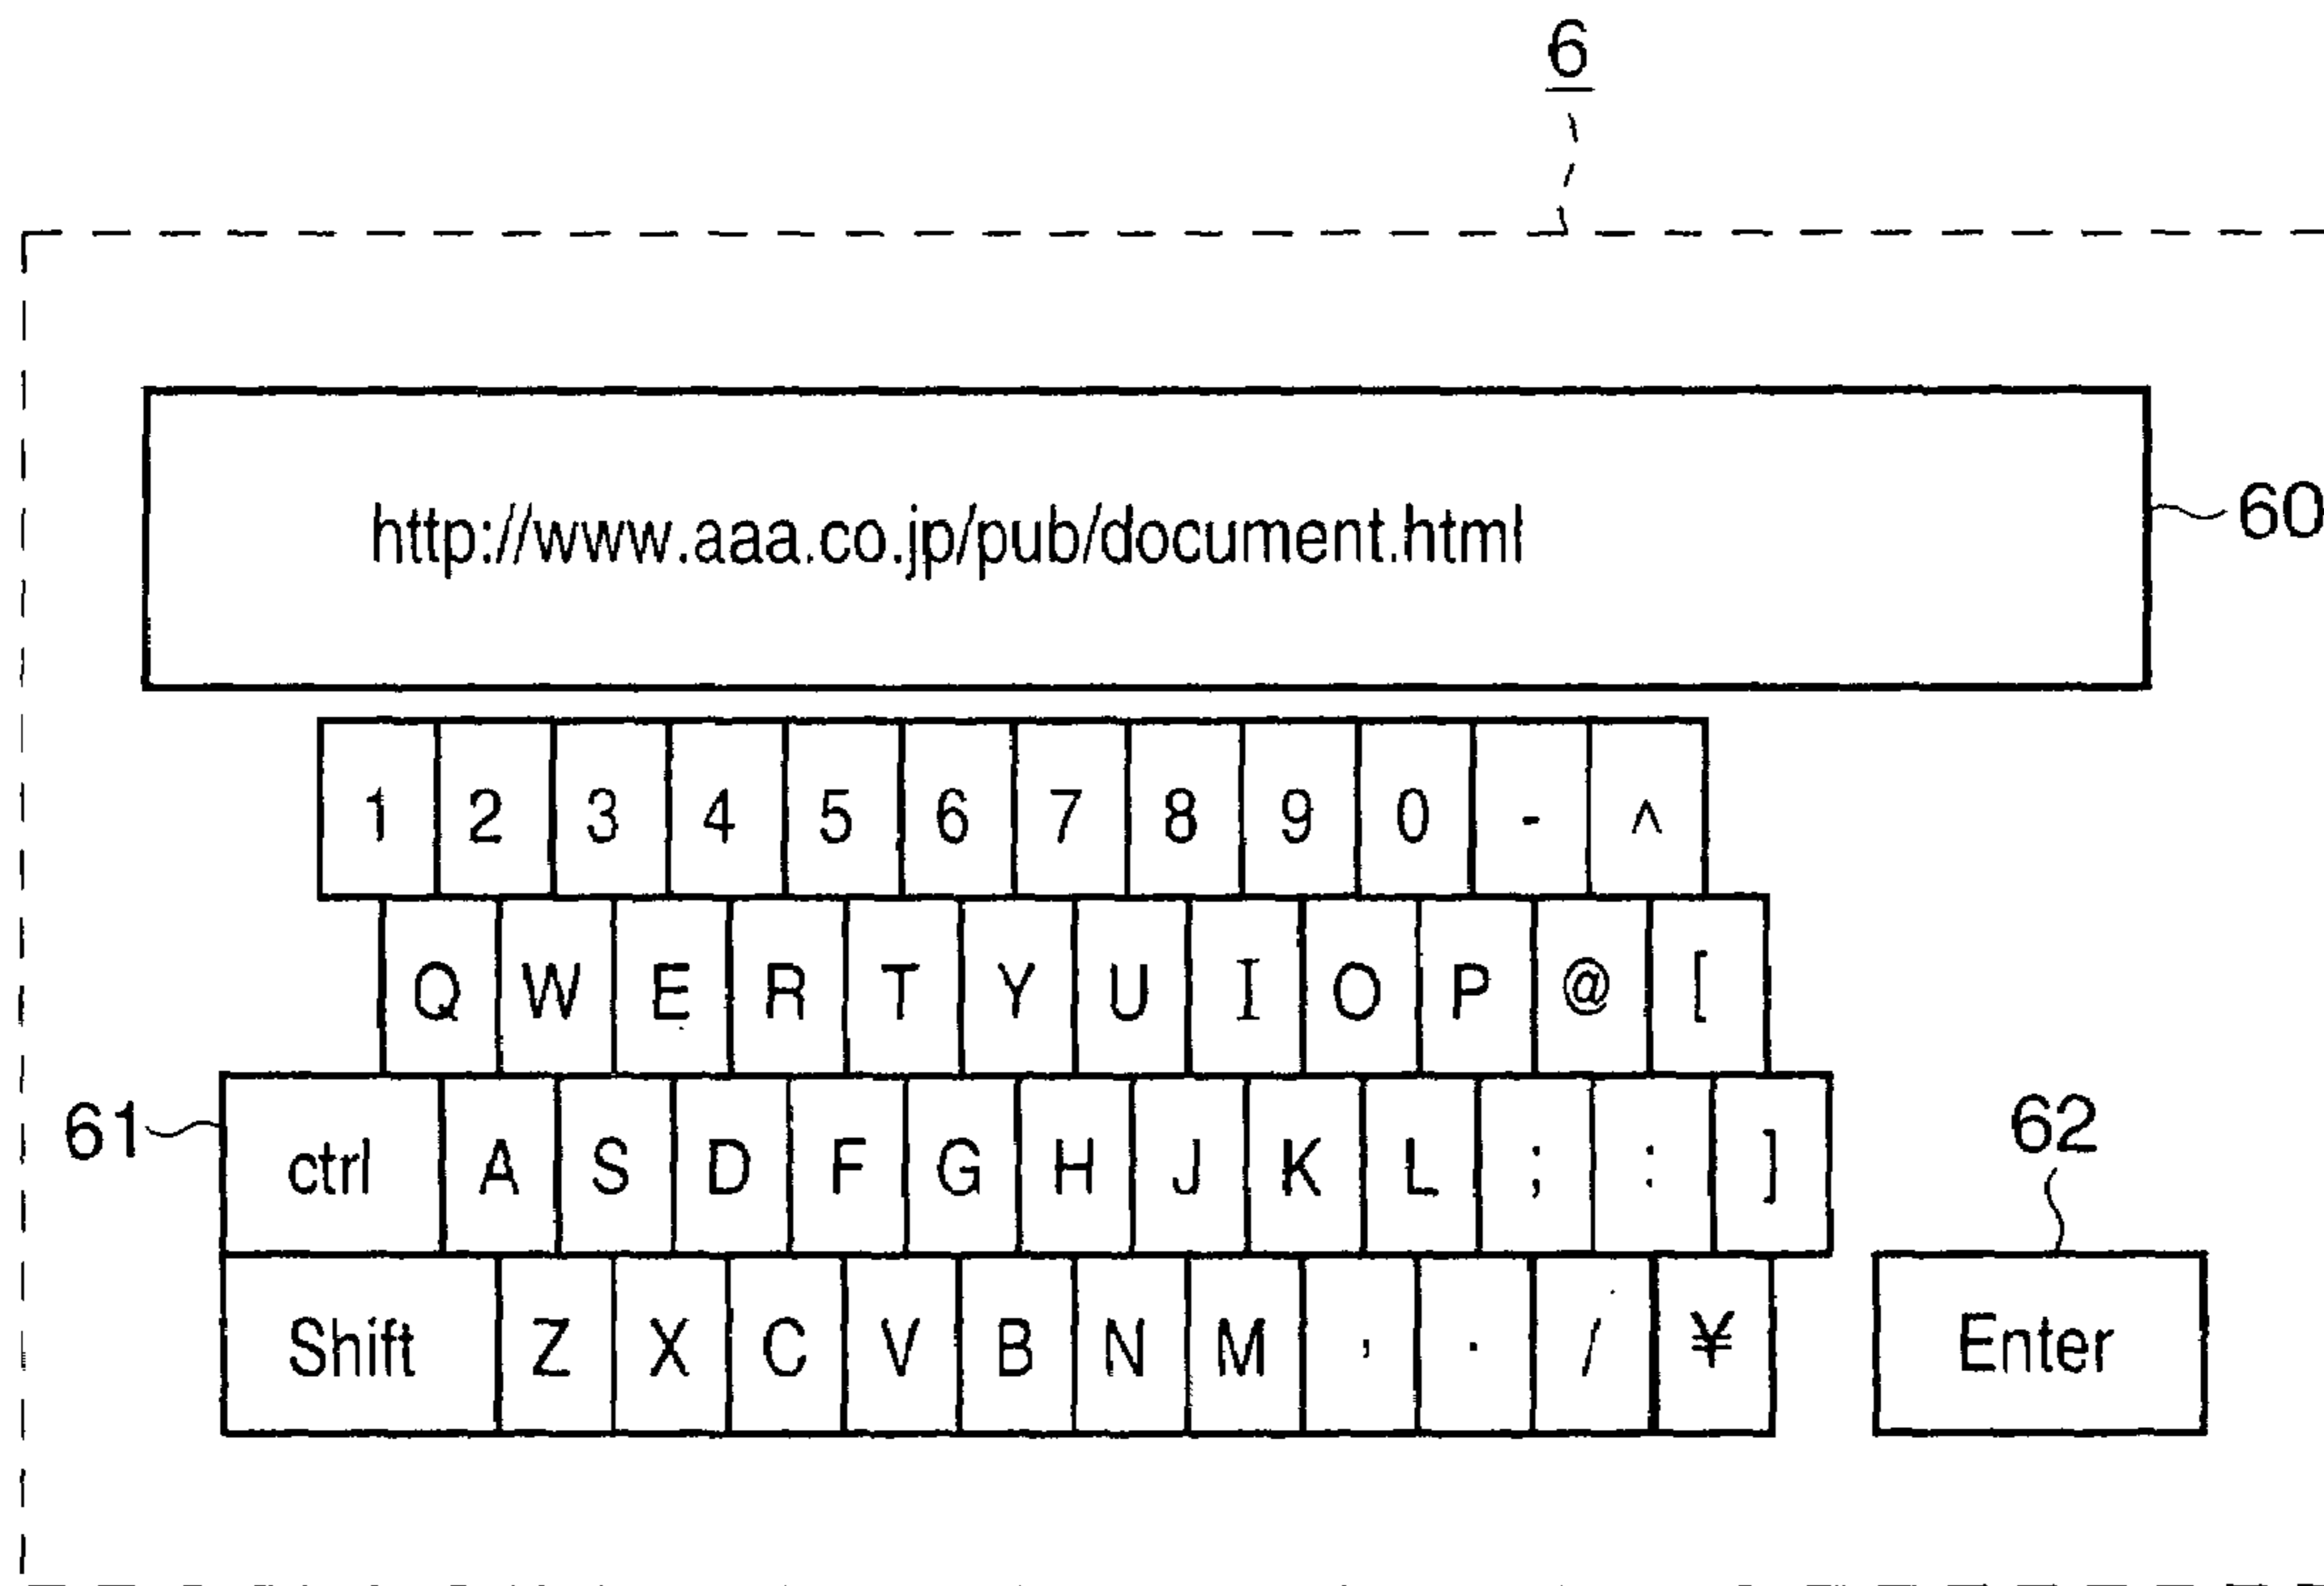 6
http://www.aaa.co.jp/pub/document.html
60
1 2 3 4 5 6 7 8 9 0 - ^
Q W E R T Y U I O P @ [
61
ctrl A S D F G H J K L ; : ]
62
Shift Z X C V B N M , . / ¥
Enter